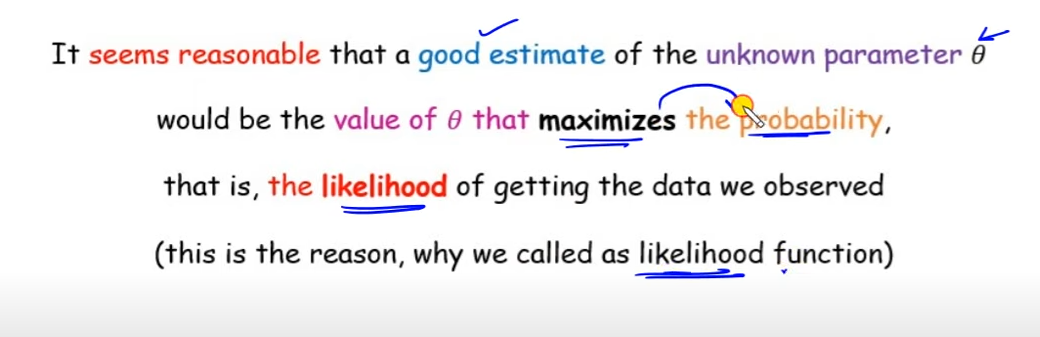 It seems reasonable that a good estimate of the unknown parameter θ
would be the value of θ that maximizes the probability,
that is, the likelihood of getting the data we observed
(this is the reason, why we called as likelihood function)